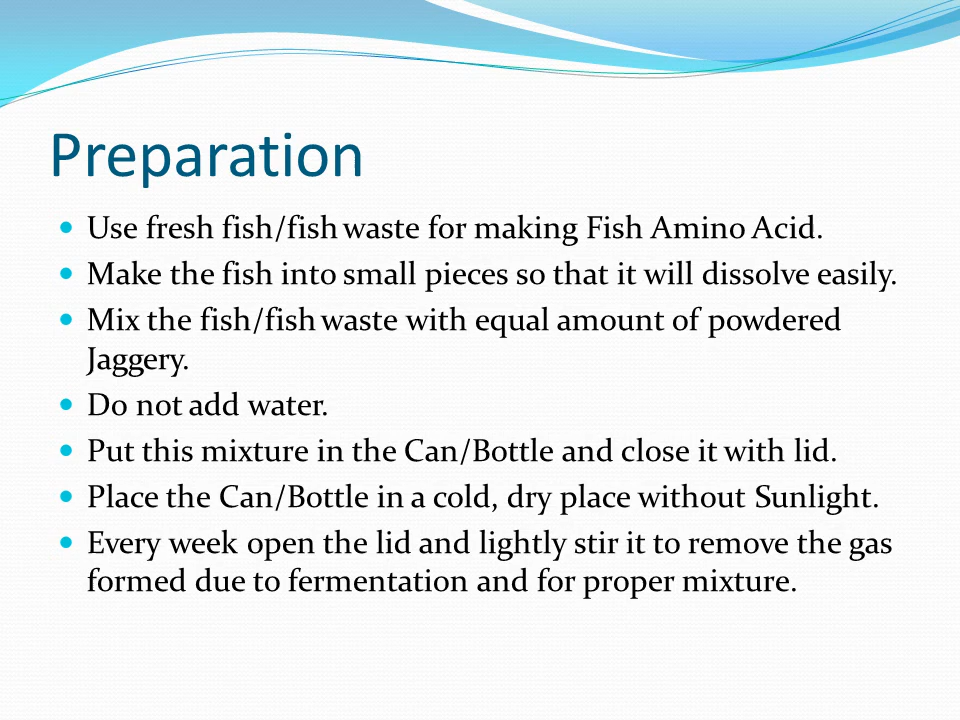 Preparation
Use fresh fish/fish waste for making Fish Amino Acid.
Make the fish into small pieces so that it will dissolve easily.
Mix the fish/fish waste with equal amount of powdered
Jaggery.
Do not add water.
Put this mixture in the Can/Bottle and close it with lid.
Place the Can/Bottle in a cold, dry place without Sunlight.
Every week open the lid and lightly stir it to remove the gas
formed due to fermentation and for proper mixture.